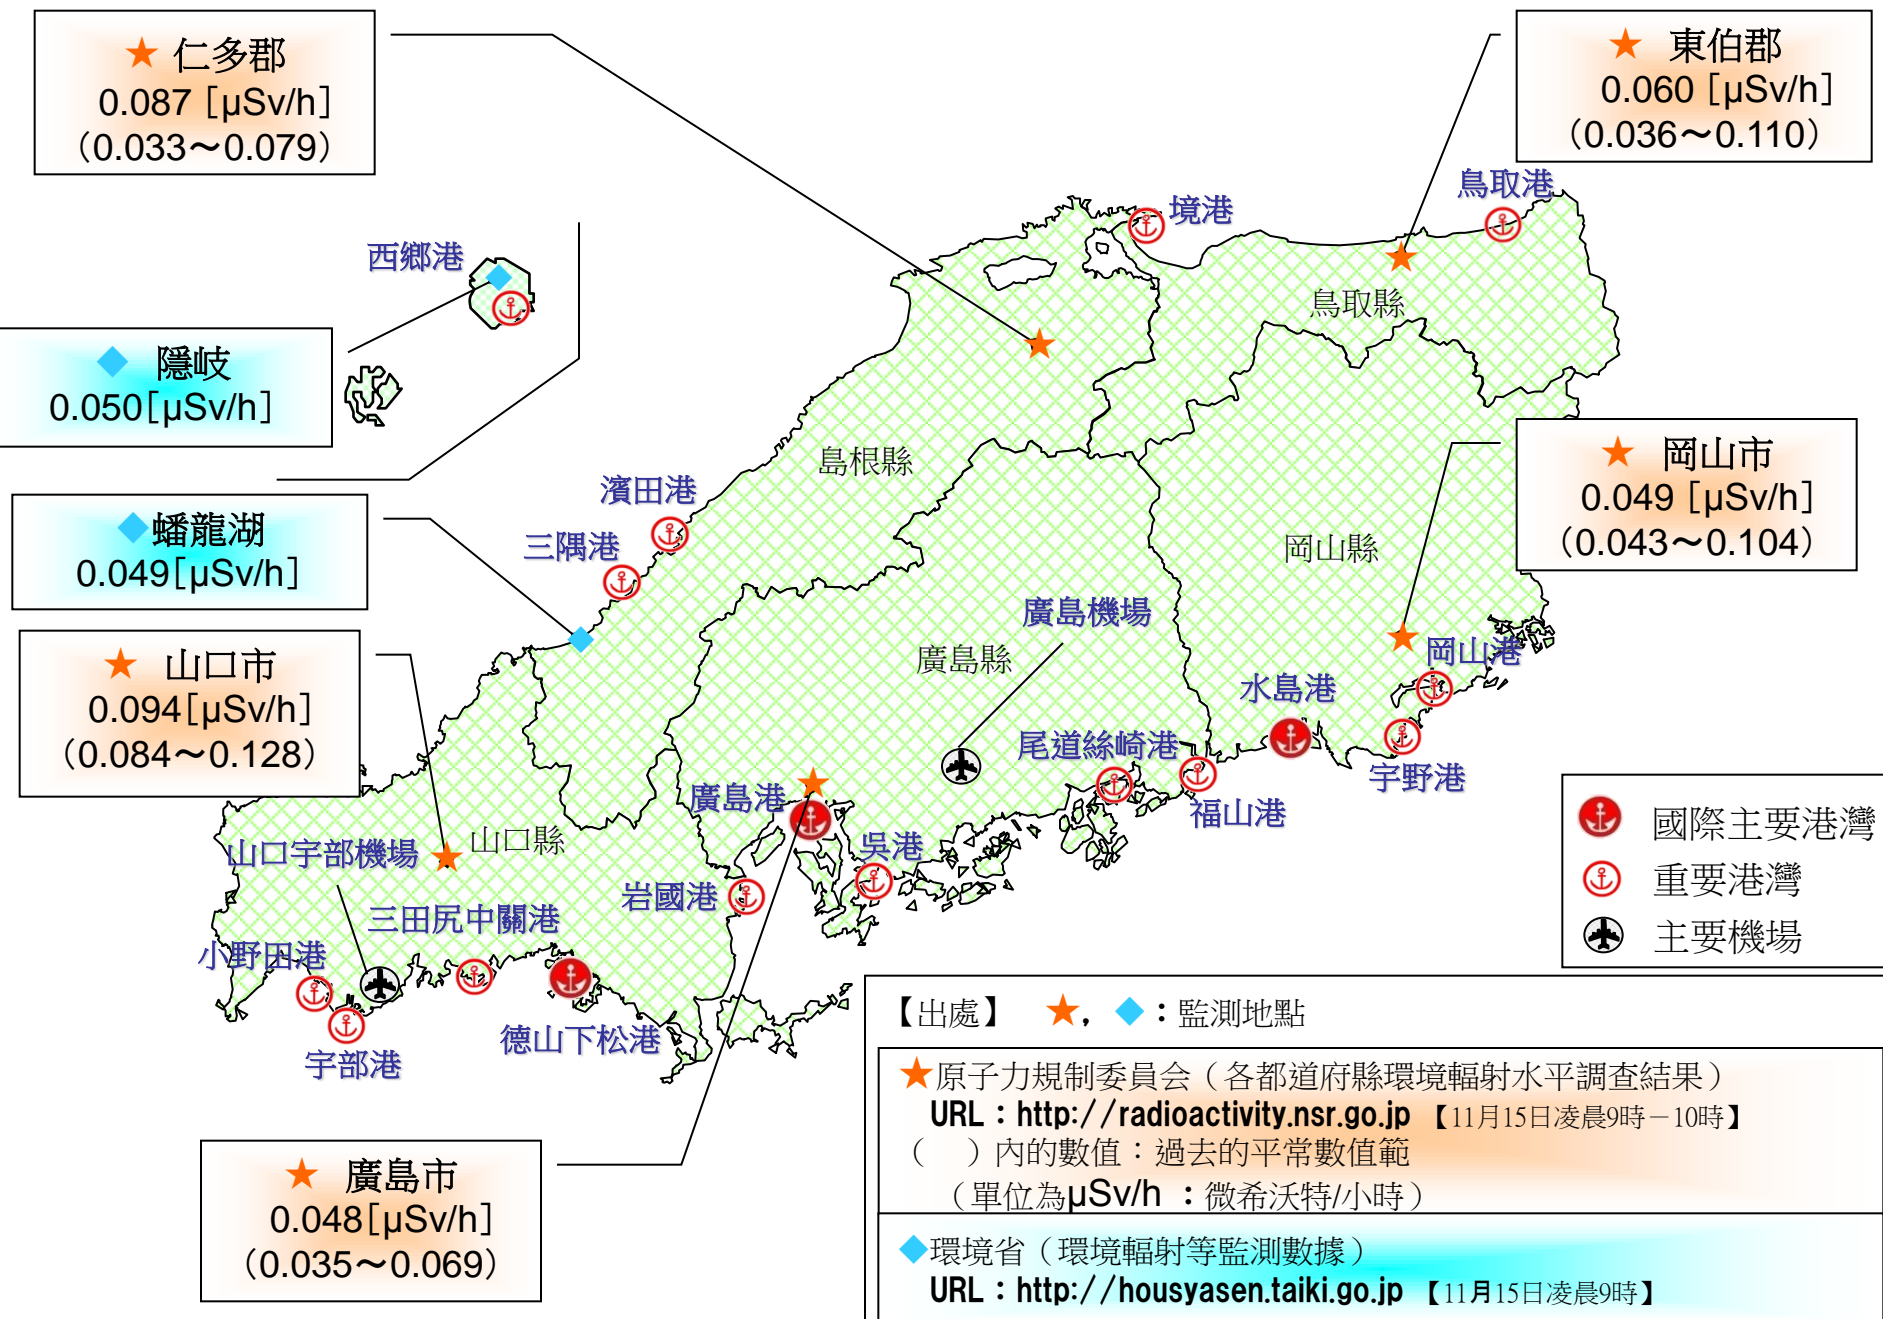 ★ 仁多郡
0.087 [μSv/h]
(0.033～0.079)
★ 東伯郡
0.060 [μSv/h]
(0.036～0.110)
鳥取港
境港
西鄉港
鳥取縣
◆ 隱岐
0.050[μSv/h]
島根縣
★ 岡山市
0.049 [μSv/h]
(0.043～0.104)
濱田港
三隅港
岡山縣
◆蟠龍湖
0.049[μSv/h]
廣島機場
廣島縣
岡山港
★ 山口市
0.094[μSv/h]
(0.084～0.128)
水島港
尾道絲崎港
宇野港
廣島港
福山港
山口縣
山口宇部機場
吳港
岩國港
三田尻中關港
小野田港
德山下松港
宇部港
國際主要港灣
重要港灣
主要機場
★ 廣島市
0.048[μSv/h]
(0.035～0.069)
【出處】 ★，◆：監測地點
★原子力規制委員会（各都道府縣環境輻射水平調查結果）
URL：http://radioactivity.nsr.go.jp 【11月15日凌晨9時－10時】
（ ）內的數值：過去的平常數值範
（單位為μSv/h ：微希沃特/小時）
◆環境省（環境輻射等監測數據）
URL：http://housyasen.taiki.go.jp 【11月15日凌晨9時】